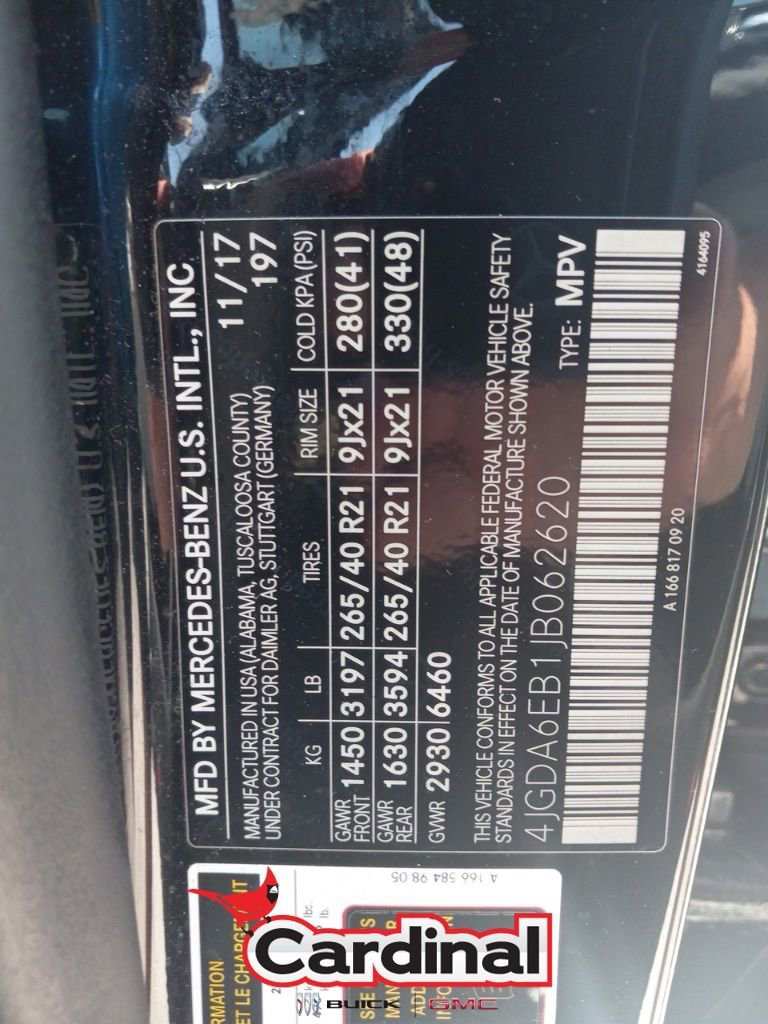 MFD BY MERCEDES-BENZ U.S. INTL., INC
11/17
MANUFACTURED IN USA (ALABAMA, TUSCALOOSA COUNTY)
197
UNDER CONTRACT FOR DAIMLER AG, STUTTGART (GERMANY)
KG LB TIRES RIM SIZE COLD KPA (PSI)
GAWR FRONT 1450 3197 265/40 R21 9Jx21 280(41)
GAWR REAR 1630 3594 265/40 R21 9Jx21 330(48)
GVWR 2930 6460
THIS VEHICLE CONFORMS TO ALL APPLICABLE FEDERAL MOTOR VEHICLE SAFETY
STANDARDS IN EFFECT ON THE DATE OF MANUFACTURE SHOWN ABOVE.
4JGDA6EB1JB062620 TYPE: MPV
A 166 817 09 20
4164095
A 166 584 98 05
ET LE
Cardinal
BUICK GMC